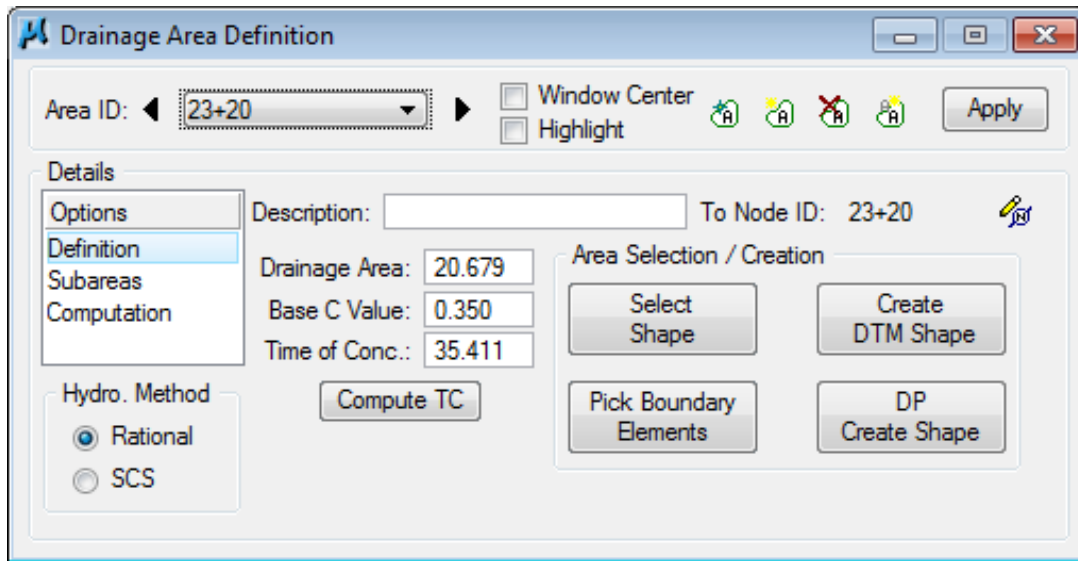 Drainage Area Definition
Area ID: 23+20
Window Center
Highlight
Apply
Details
Options
Definition
Subareas
Computation
Description:
To Node ID: 23+20
Drainage Area: 20.679
Base C Value: 0.350
Time of Conc.: 35.411
Compute TC
Area Selection / Creation
Select
Shape
Create
DTM Shape
Pick Boundary
Elements
DP
Create Shape
Hydro. Method
Rational
SCS